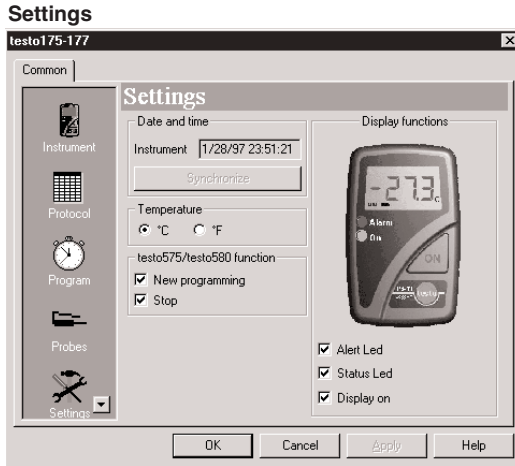 Settings
testo175-177
Common
Instrument
Protocol
Program
Probes
Settings
Settings
Date and time
Instrument 1/28/97 23:51:21
Synchronize
Temperature
°C °F
testo575/testo580 function
New programming
Stop
Display functions
-27.3
°C
Alarm
On
ON
testo
Alert Led
Status Led
Display on
OK Cancel Apply Help